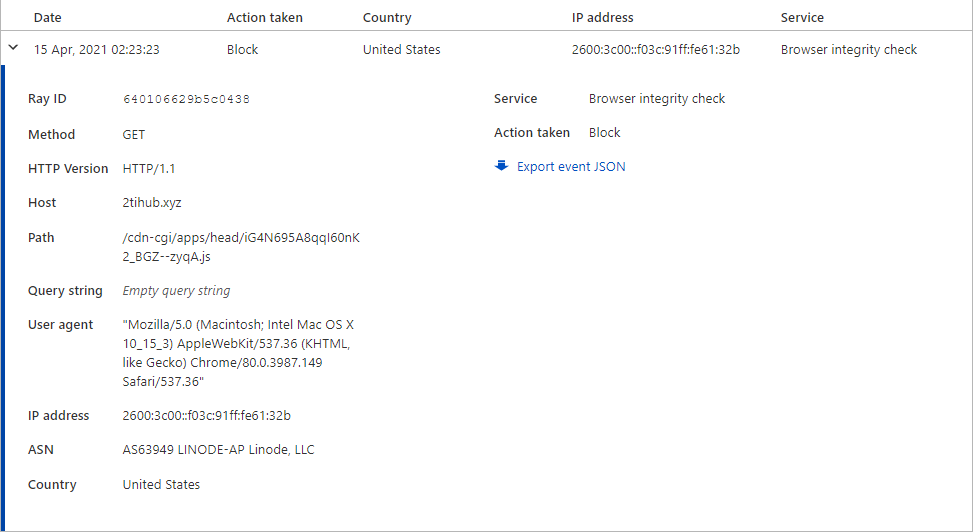 Date Action taken Country IP address Service
15 Apr, 2021 02:23:23 Block United States 2600:3c00::f03c:91ff:fe61:32b Browser integrity check
Ray ID 640106629b5c0438 Service Browser integrity check
Method GET Action taken Block
HTTP Version HTTP/1.1 Export event JSON
Host 2tihub.xyz
Path /cdn-cgi/apps/head/iG4N695A8qqI60nK
2_BGZ--zyqA.js
Query string Empty query string
User agent "Mozilla/5.0 (Macintosh; Intel Mac OS X
10_15_3) AppleWebKit/537.36 (KHTML,
like Gecko) Chrome/80.0.3987.149
Safari/537.36"
IP address 2600:3c00::f03c:91ff:fe61:32b
ASN AS63949 LINODE-AP Linode, LLC
Country United States